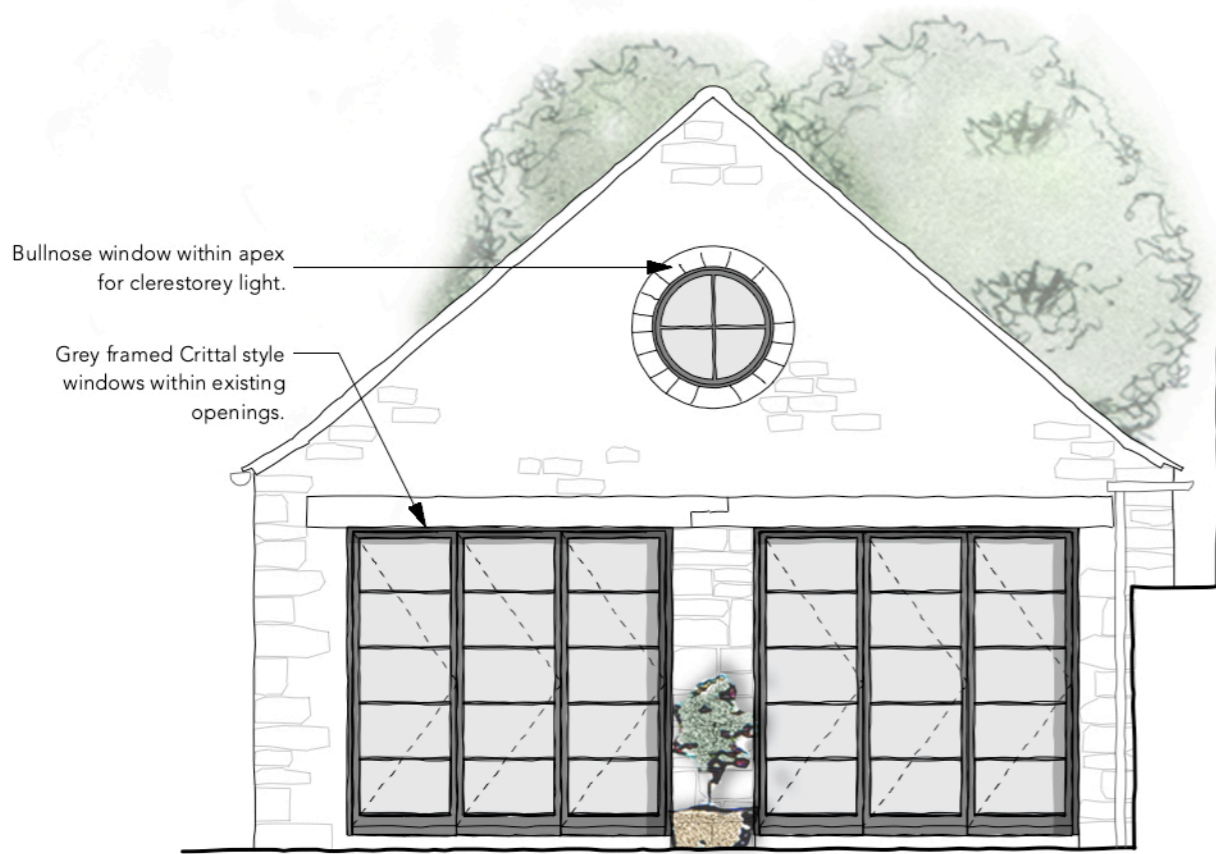 Bullnose window within apex
for clerestorey light.
Grey framed Crittal style
windows within existing
openings.